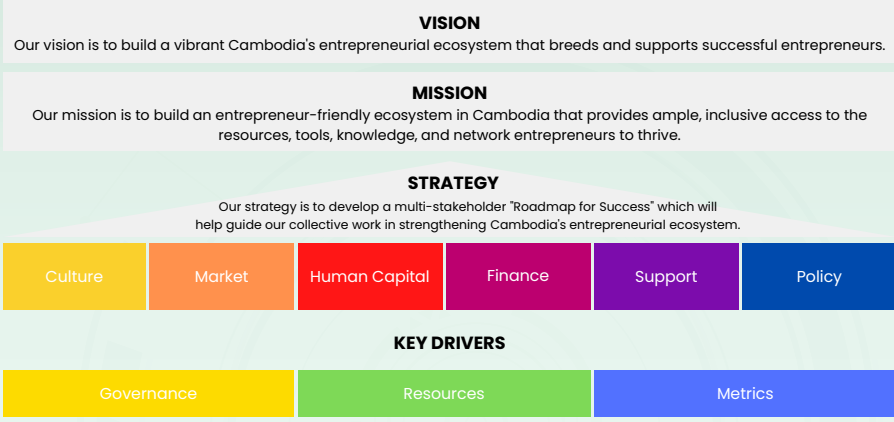 VISION
Our vision is to build a vibrant Cambodia's entrepreneurial ecosystem that breeds and supports successful entrepreneurs.
MISSION
Our mission is to build an entrepreneur-friendly ecosystem in Cambodia that provides ample, inclusive access to the
resources, tools, knowledge, and network entrepreneurs to thrive.
STRATEGY
Our strategy is to develop a multi-stakeholder "Roadmap for Success" which will
help guide our collective work in strengthening Cambodia's entrepreneurial ecosystem.
Culture Market Human Capital Finance Support Policy
KEY DRIVERS
Governance Resources Metrics